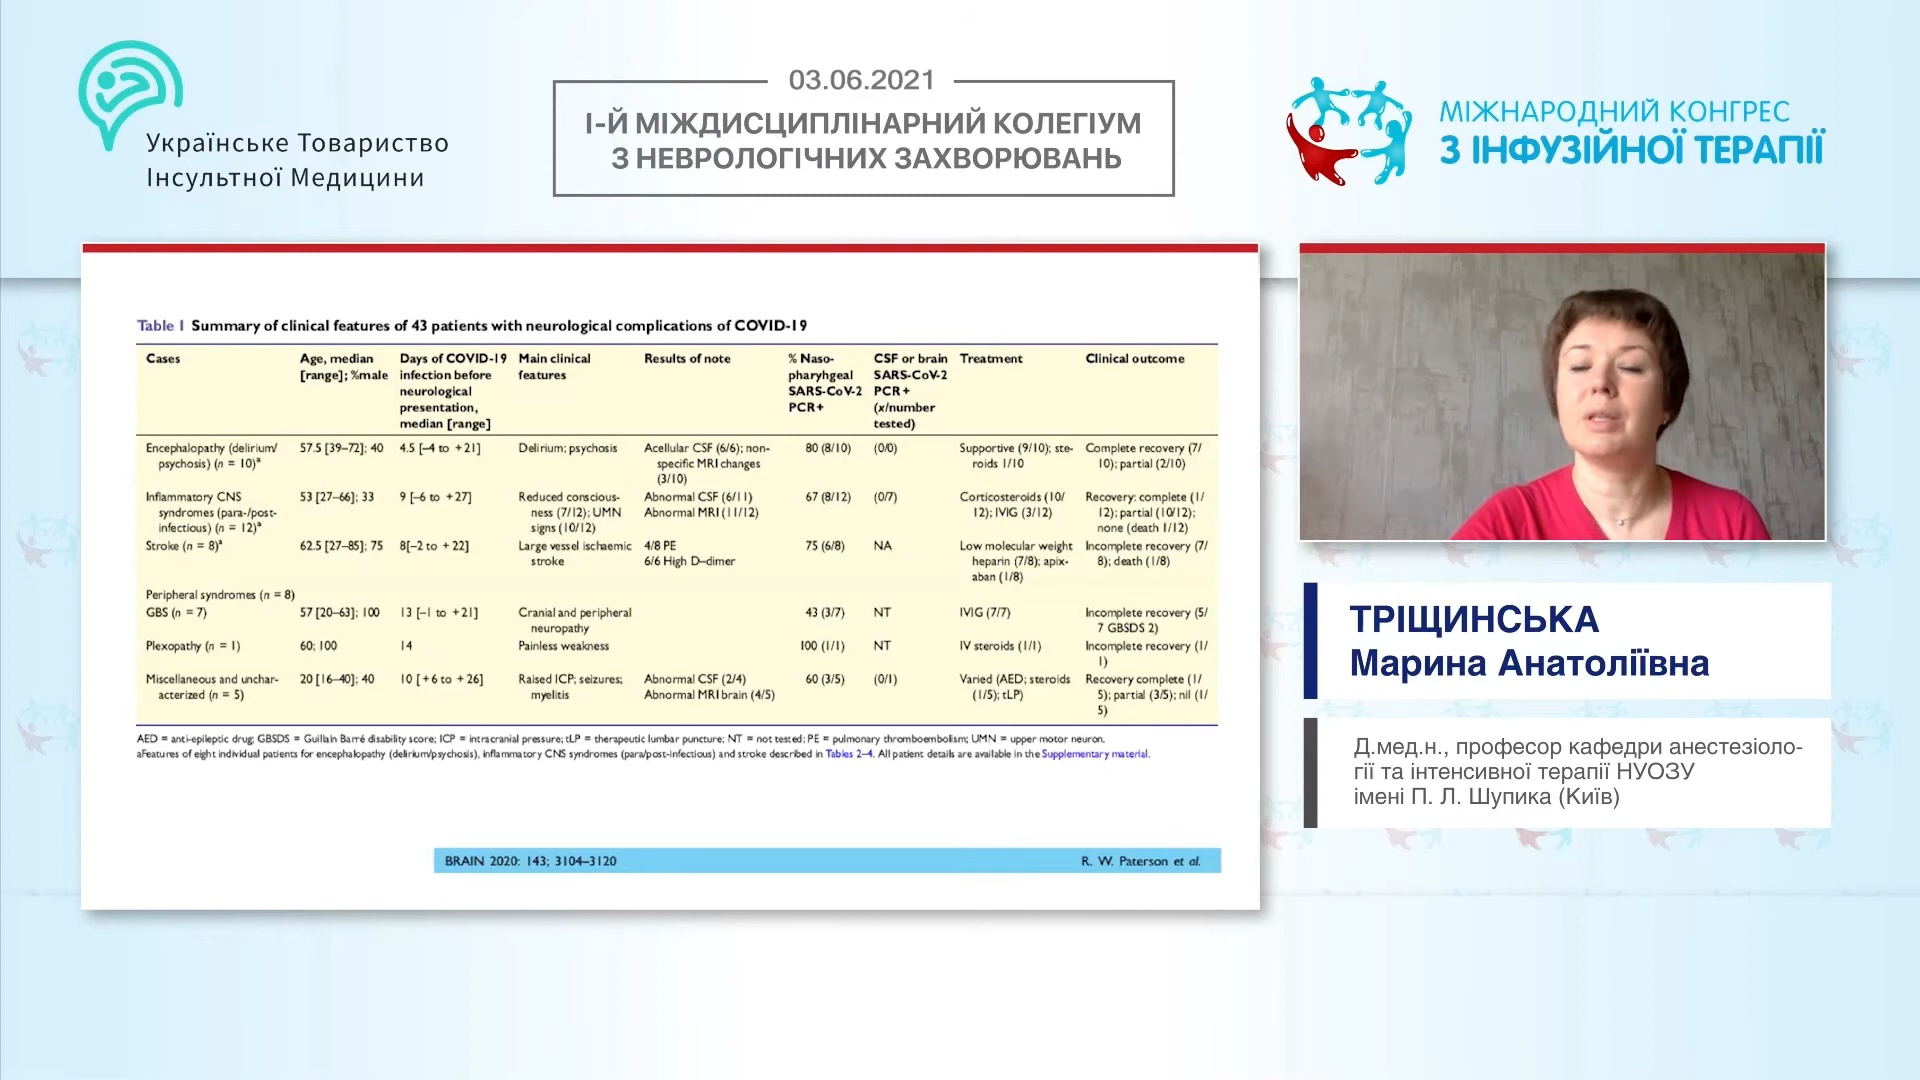 Українське Товариство
Інсультної Медицини
03.06.2021
І-Й МІЖДИСЦИПЛІНАРНИЙ КОЛЕГІУМ
З НЕВРОЛОГІЧНИХ ЗАХВОРЮВАНЬ
МІЖНАРОДНИЙ КОНГРЕС
З ІНФУЗІЙНОЇ ТЕРАПІЇ
Table 1 Summary of clinical features of 43 patients with neurological complications of COVID-19
Cases
Age, median
[range]; %male
Days of COVID-19
infection before
neurological
presentation,
median [range]
Main clinical
features
Results of note
% Naso-
pharyhgeal
SARS-CoV-2
PCR+
CSF or brain
SARS-CoV-2
PCR+
(x/number
tested)
Treatment
Clinical outcome
Encephalopathy (delirium/
psychosis) (n = 10)ª
57.5 [39–72]; 40
4.5 [–4 to +21]
Delirium; psychosis
Acellular CSF (6/6); non-
specific MRI changes
(3/10)
80 (8/10)
(0/0)
Supportive (9/10); ste-
roids 1/10
Complete recovery (7/
10); partial (2/10)
Inflammatory CNS
syndromes (para-/post-
infectious) (n = 12)ª
53 [27–66]; 33
9 [–6 to +27]
Reduced conscious-
ness (7/12); UMN
signs (10/12)
Abnormal CSF (6/11)
Abnormal MRI (11/12)
67 (8/12)
(0/7)
Corticosteroids (10/
12); IVIG (3/12)
Recovery: complete (1/
12); partial (10/12);
none (death 1/12)
Stroke (n = 8)ª
62.5 [27–85]; 75
8[–2 to +22]
Large vessel ischaemic
stroke
4/8 PE
6/6 High D–dimer
75 (6/8)
NA
Low molecular weight
heparin (7/8); apix-
aban (1/8)
Incomplete recovery (7/
8); death (1/8)
Peripheral syndromes (n = 8)
GBS (n = 7)
57 [20–63]; 100
13 [–1 to +21]
Cranial and peripheral
neuropathy
43 (3/7)
NT
IVIG (7/7)
Incomplete recovery (5/
7 GBSDS 2)
Plexopathy (n = 1)
60; 100
14
Painless weakness
100 (1/1)
NT
IV steroids (1/1)
Incomplete recovery (1/
1)
Miscellaneous and unchar-
acterized (n = 5)
20 [16–40]; 40
10 [+6 to +26]
Raised ICP; seizures;
myelitis
Abnormal CSF (2/4)
Abnormal MRI brain (4/5)
60 (3/5)
(0/1)
Varied (AED; steroids
(1/5); tLP)
Recovery complete (1/
5); partial (3/5); nil (1/
5)
AED = anti-epileptic drug; GBSDS = Guillain Barré disability score; ICP = intracranial pressure; tLP = therapeutic lumbar puncture; NT = not tested; PE = pulmonary thromboembolism; UMN = upper motor neuron.
aFeatures of eight individual patients for encephalopathy (delirium/psychosis), inflammatory CNS syndromes (para/post-infectious) and stroke described in Tables 2–4. All patient details are available in the Supplementary material.
BRAIN 2020: 143; 3104–3120
R. W. Paterson et al.
ТРІЩИНСЬКА
Марина Анатоліївна
Д.мед.н., професор кафедри анестезіоло-
гії та інтенсивної терапії НУОЗУ
імені П. Л. Шупика (Київ)